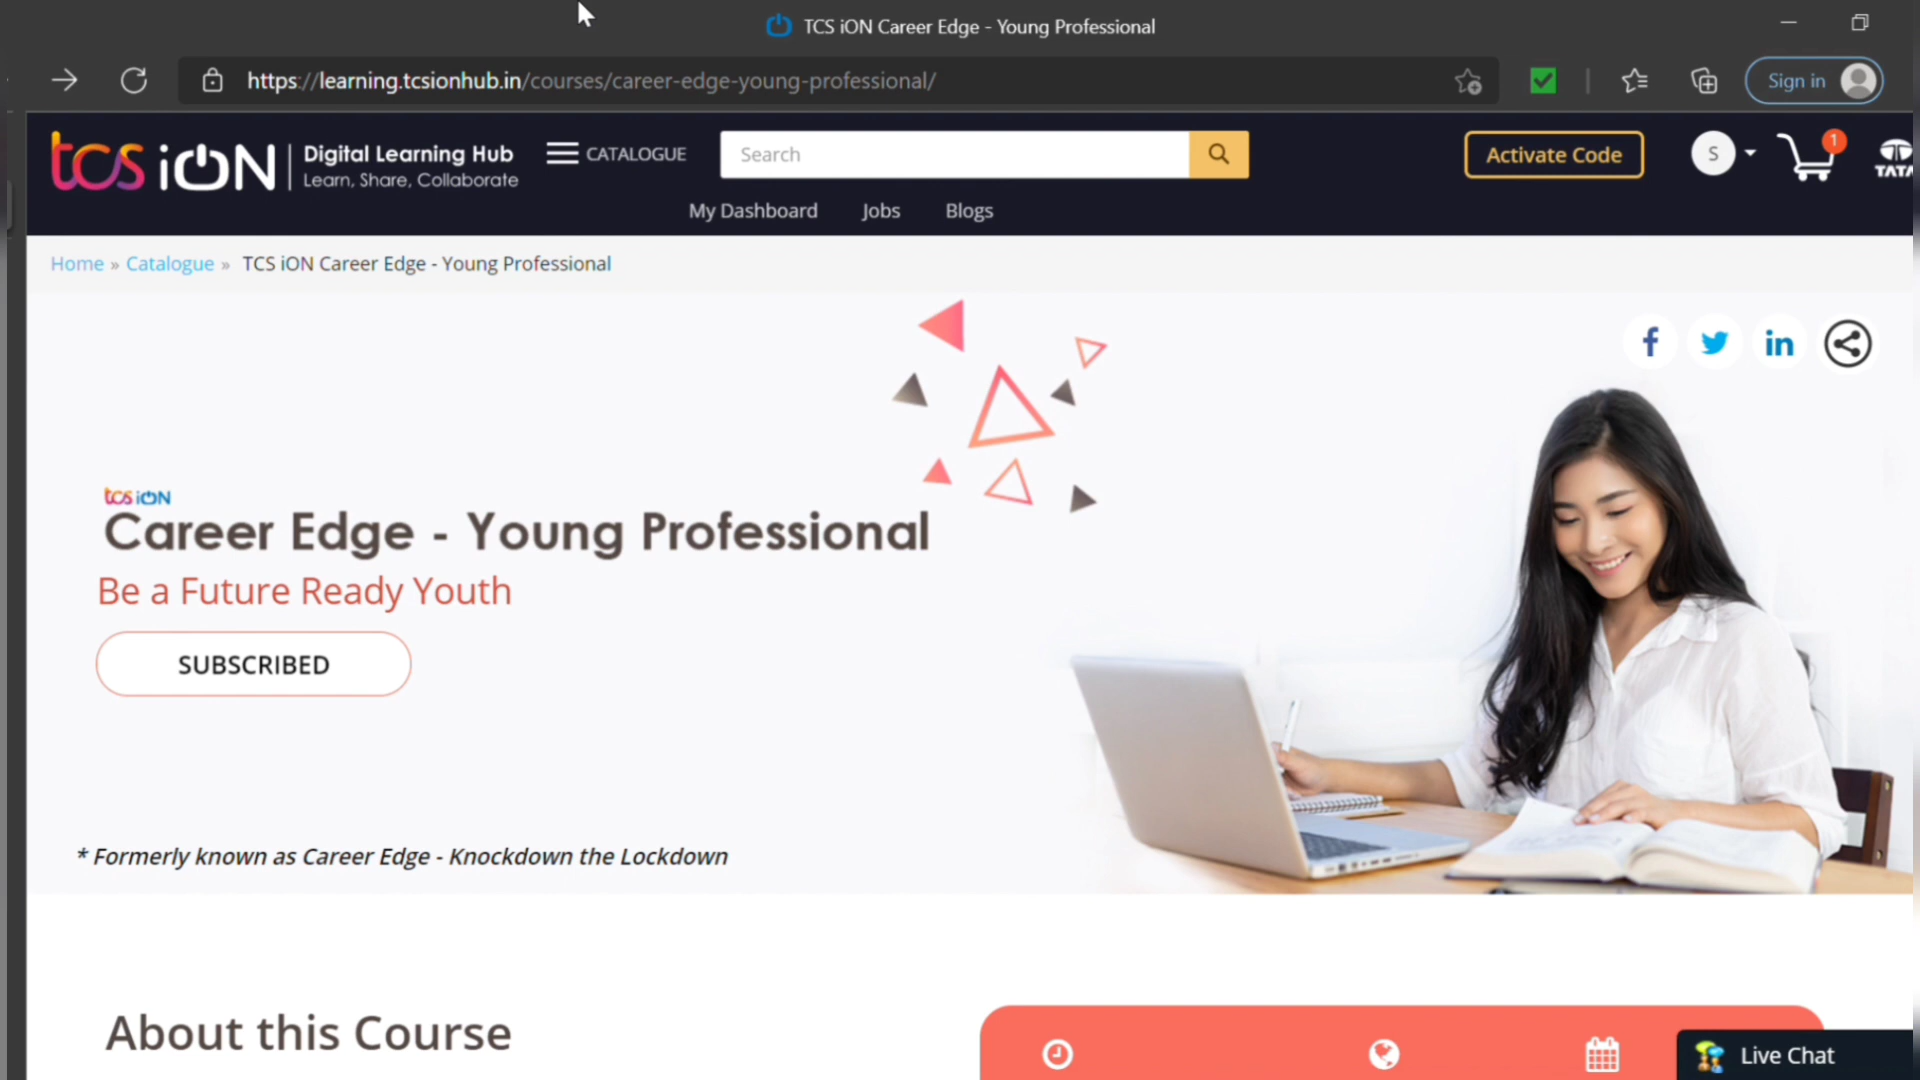 TCS iON Career Edge - Young Professional
https://learning.tcsionhub.in/courses/career-edge-young-professional/
Sign in
tcs iON
Digital Learning Hub
Learn, Share, Collaborate
CATALOGUE
Search
Activate Code
S
1
TATA
My Dashboard Jobs Blogs
Home » Catalogue » TCS iON Career Edge - Young Professional
tcs iON
Career Edge - Young Professional
Be a Future Ready Youth
SUBSCRIBED
* Formerly known as Career Edge - Knockdown the Lockdown
About this Course
Live Chat